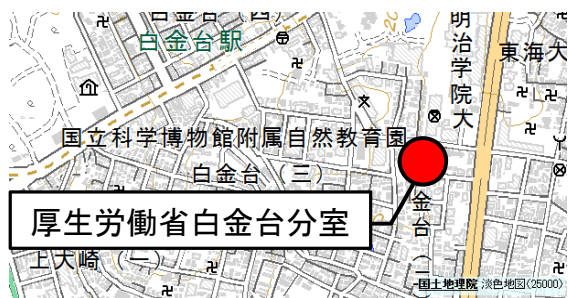 白金台(四)
白金台駅
明治学院大
東海大
国立科学博物館附属自然教育園
白金台(三)
厚生労働省白金台分室
金台(二
上大崎(一)
国土地理院 淡色地図(25000)